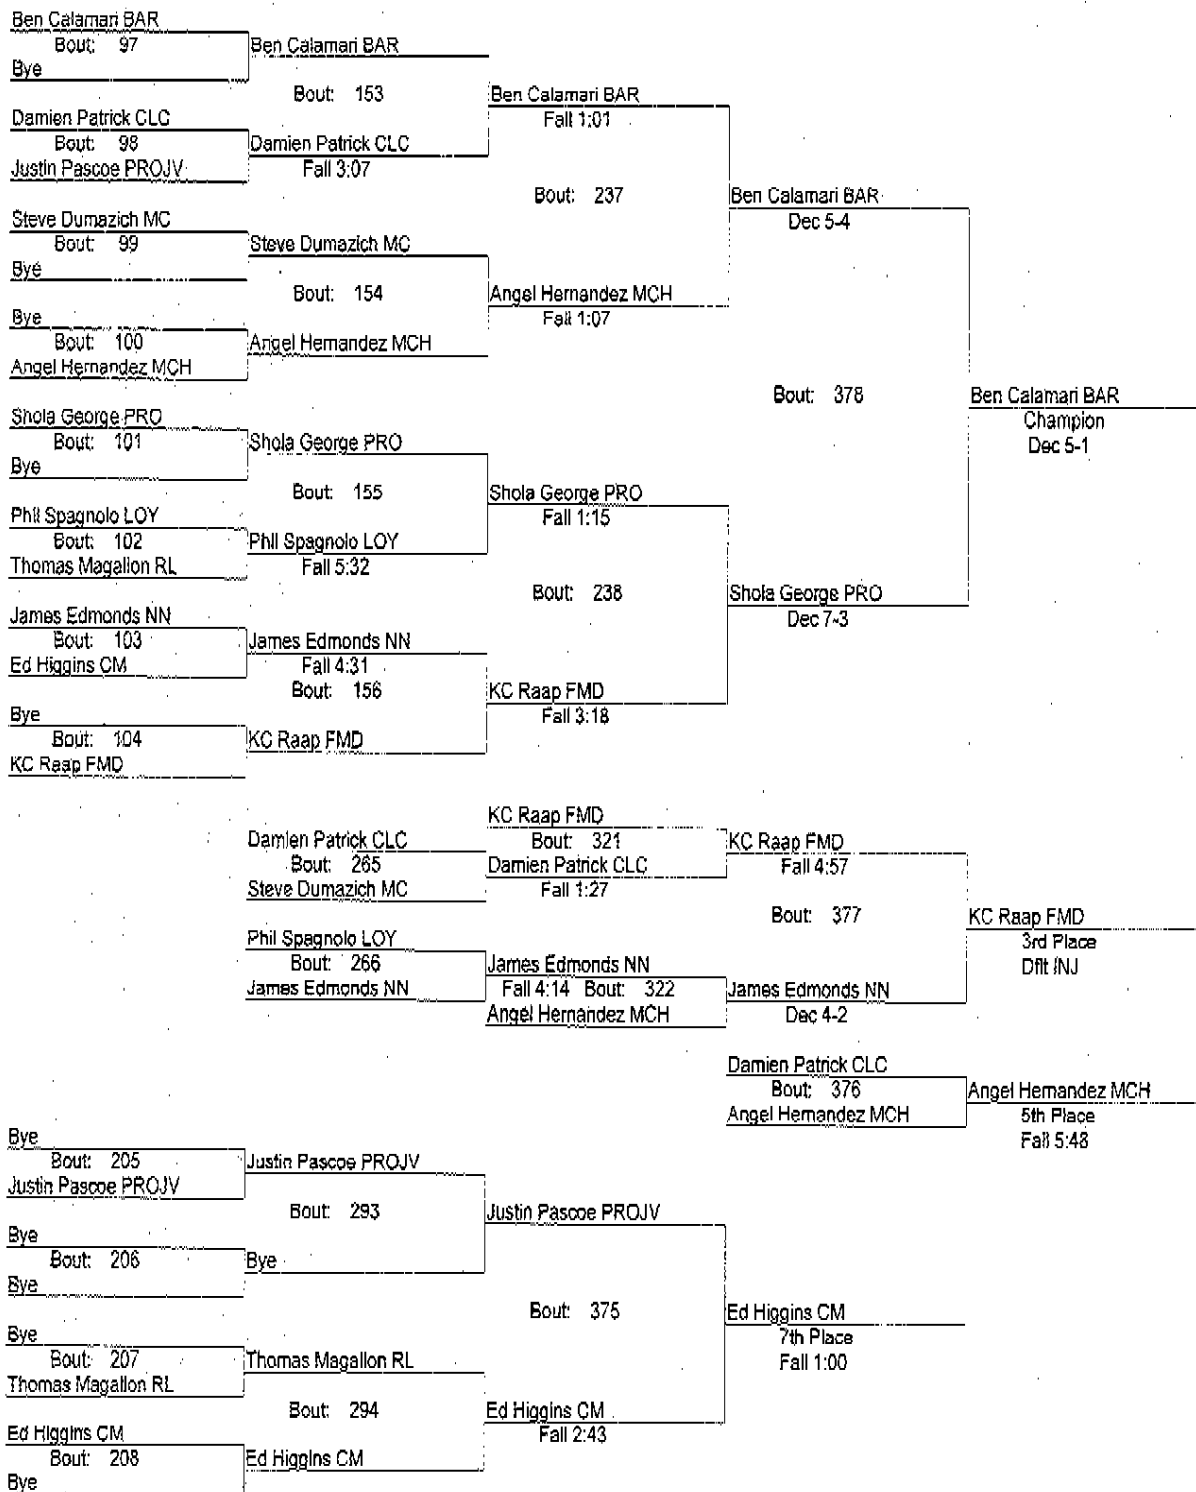 Ben Calamari BAR
Bout: 97
Bye
Ben Calamari BAR
Bout: 153
Damien Patrick CLC
Bout: 98
Justin Pascoe PROJV
Damien Patrick CLC
Fall 3:07
Ben Calamari BAR
Fall 1:01
Bout: 237
Steve Dumazich MC
Bout: 99
Bye
Steve Dumazich MC
Bout: 154
Bye
Bout: 100
Angel Hernandez MCH
Angel Hernandez MCH
Angel Hernandez MCH
Fall 1:07
Ben Calamari BAR
Dec 5-4
Bout: 378
Ben Calamari BAR
Champion
Dec 5-1
Shola George PRO
Bout: 101
Bye
Shola George PRO
Bout: 155
Phil Spagnolo LOY
Bout: 102
Thomas Magallon RL
Phil Spagnolo LOY
Fall 5:32
Shola George PRO
Fall 1:15
Bout: 238
Shola George PRO
Dec 7-3
James Edmonds NN
Bout: 103
Ed Higgins CM
James Edmonds NN
Fall 4:31
Bout: 156
Bye
Bout: 104
KC Raap FMD
KC Raap FMD
KC Raap FMD
Fall 3:18
Damien Patrick CLC
Bout: 265
Steve Dumazich MC
KC Raap FMD
Bout: 321
Damien Patrick CLC
Fall 1:27
KC Raap FMD
Fall 4:57
Bout: 377
KC Raap FMD
3rd Place
Dflt INJ
Phil Spagnolo LOY
Bout: 266
James Edmonds NN
James Edmonds NN
Fall 4:14 Bout: 322
Angel Hernandez MCH
James Edmonds NN
Dec 4-2
Damien Patrick CLC
Bout: 376
Angel Hernandez MCH
Angel Hernandez MCH
5th Place
Fall 5:48
Bye
Bout: 205
Justin Pascoe PROJV
Justin Pascoe PROJV
Bout: 293
Bye
Bout: 206
Bye
Bye
Justin Pascoe PROJV
Bout: 375
Ed Higgins CM
7th Place
Fall 1:00
Bye
Bout: 207
Thomas Magallon RL
Thomas Magallon RL
Bout: 294
Ed Higgins CM
Bout: 208
Bye
Ed Higgins CM
Ed Higgins CM
Fall 2:43